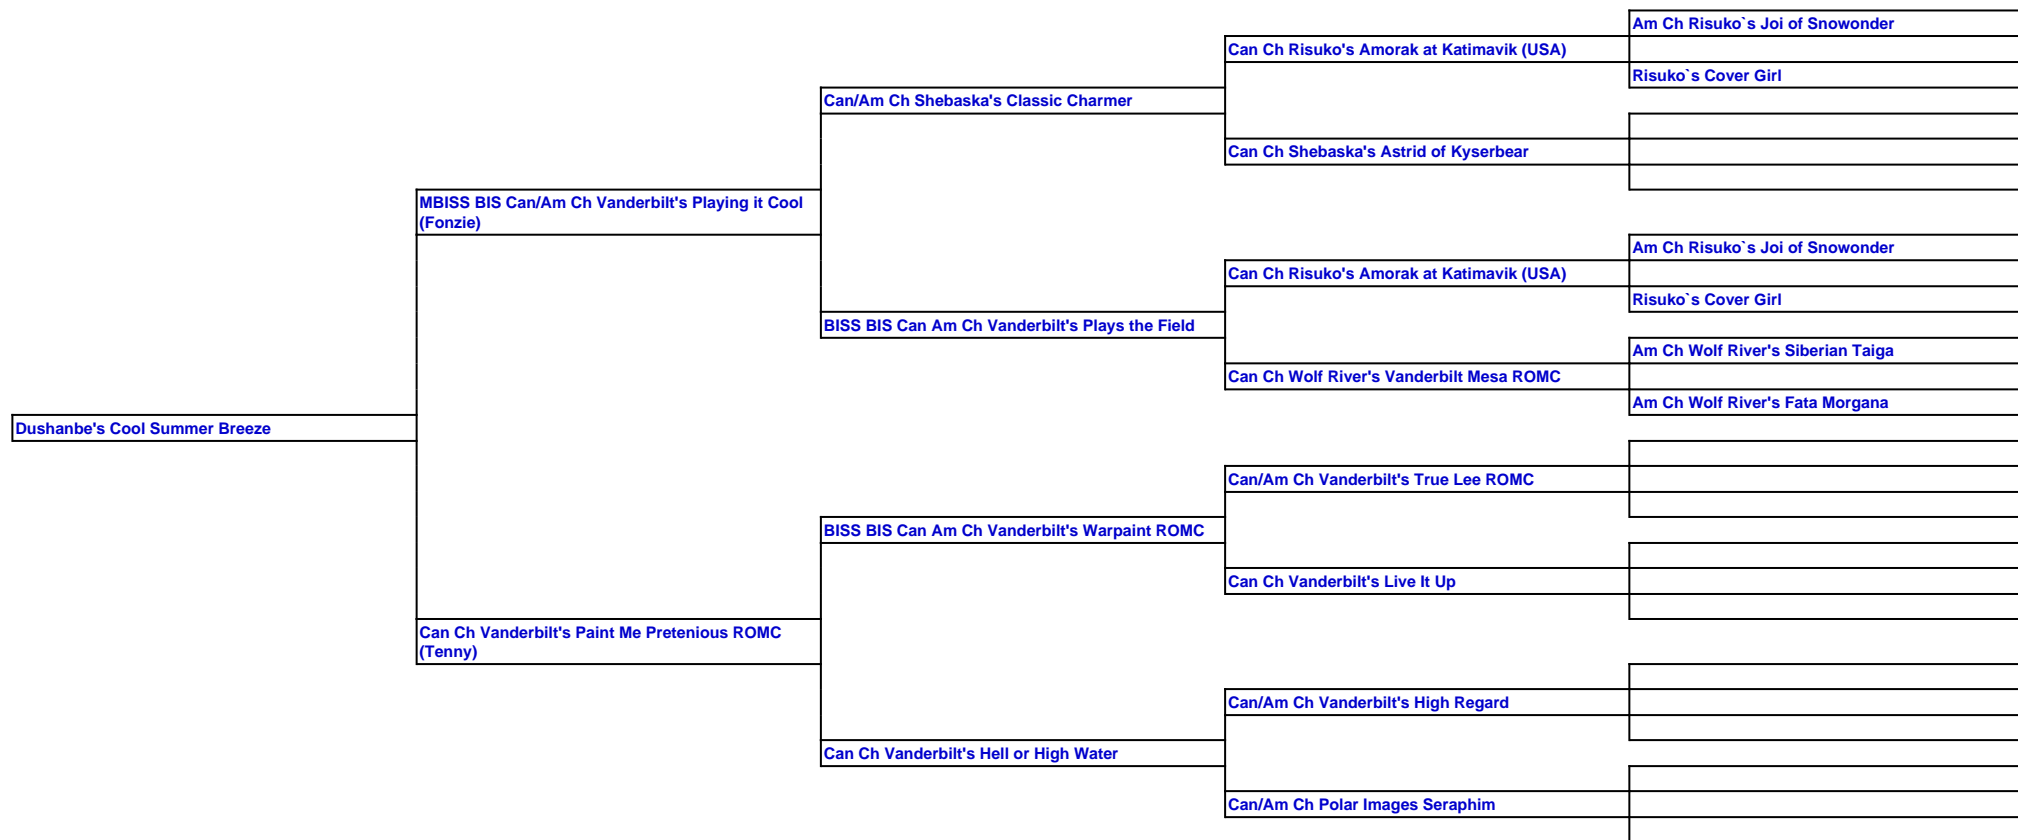 Am Ch Risuko`s Joi of Snowonder
Can Ch Risuko's Amorak at Katimavik (USA)
Risuko`s Cover Girl
Can/Am Ch Shebaska's Classic Charmer
Can Ch Shebaska's Astrid of Kyserbear
MBISS BIS Can/Am Ch Vanderbilt's Playing it Cool
(Fonzie)
Am Ch Risuko`s Joi of Snowonder
Can Ch Risuko's Amorak at Katimavik (USA)
Risuko`s Cover Girl
BISS BIS Can Am Ch Vanderbilt's Plays the Field
Am Ch Wolf River's Siberian Taiga
Can Ch Wolf River's Vanderbilt Mesa ROMC
Am Ch Wolf River's Fata Morgana
Dushanbe's Cool Summer Breeze
Can/Am Ch Vanderbilt's True Lee ROMC
BISS BIS Can Am Ch Vanderbilt's Warpaint ROMC
Can Ch Vanderbilt's Live It Up
Can Ch Vanderbilt's Paint Me Pretenious ROMC
(Tenny)
Can/Am Ch Vanderbilt's High Regard
Can Ch Vanderbilt's Hell or High Water
Can/Am Ch Polar Images Seraphim